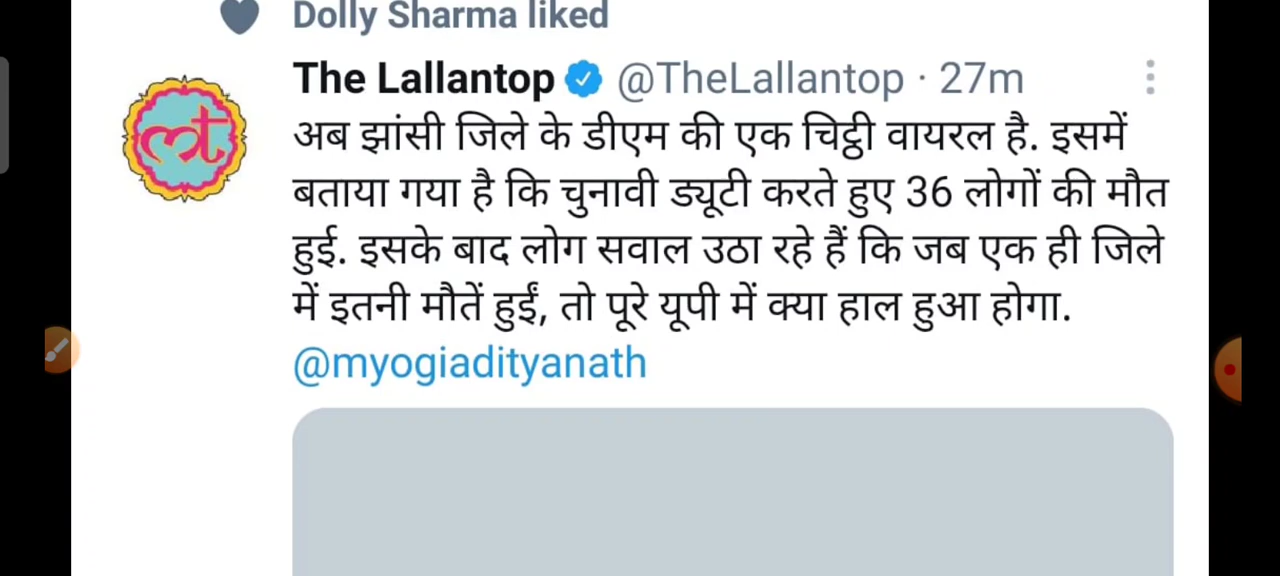 Dolly Sharma liked
The Lallantop @TheLallantop · 27m
अब झांसी जिले के डीएम की एक चिट्ठी वायरल है. इसमें
बताया गया है कि चुनावी ड्यूटी करते हुए 36 लोगों की मौत
हुई. इसके बाद लोग सवाल उठा रहे हैं कि जब एक ही जिले
में इतनी मौतें हुईं, तो पूरे यूपी में क्या हाल हुआ होगा.
@myogiadityanath